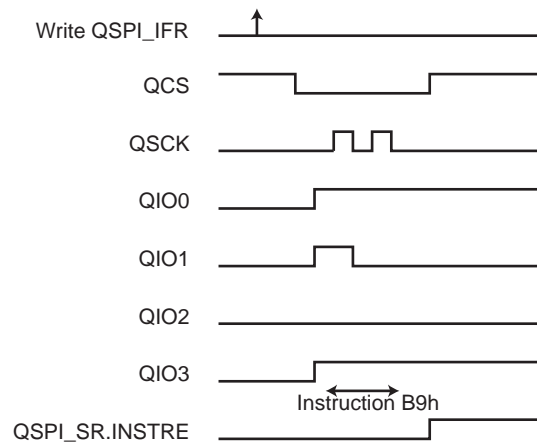 Write QSPI_IFR
QCS
QSCK
QIO0
QIO1
QIO2
QIO3
Instruction B9h
QSPI_SR.INSTRE